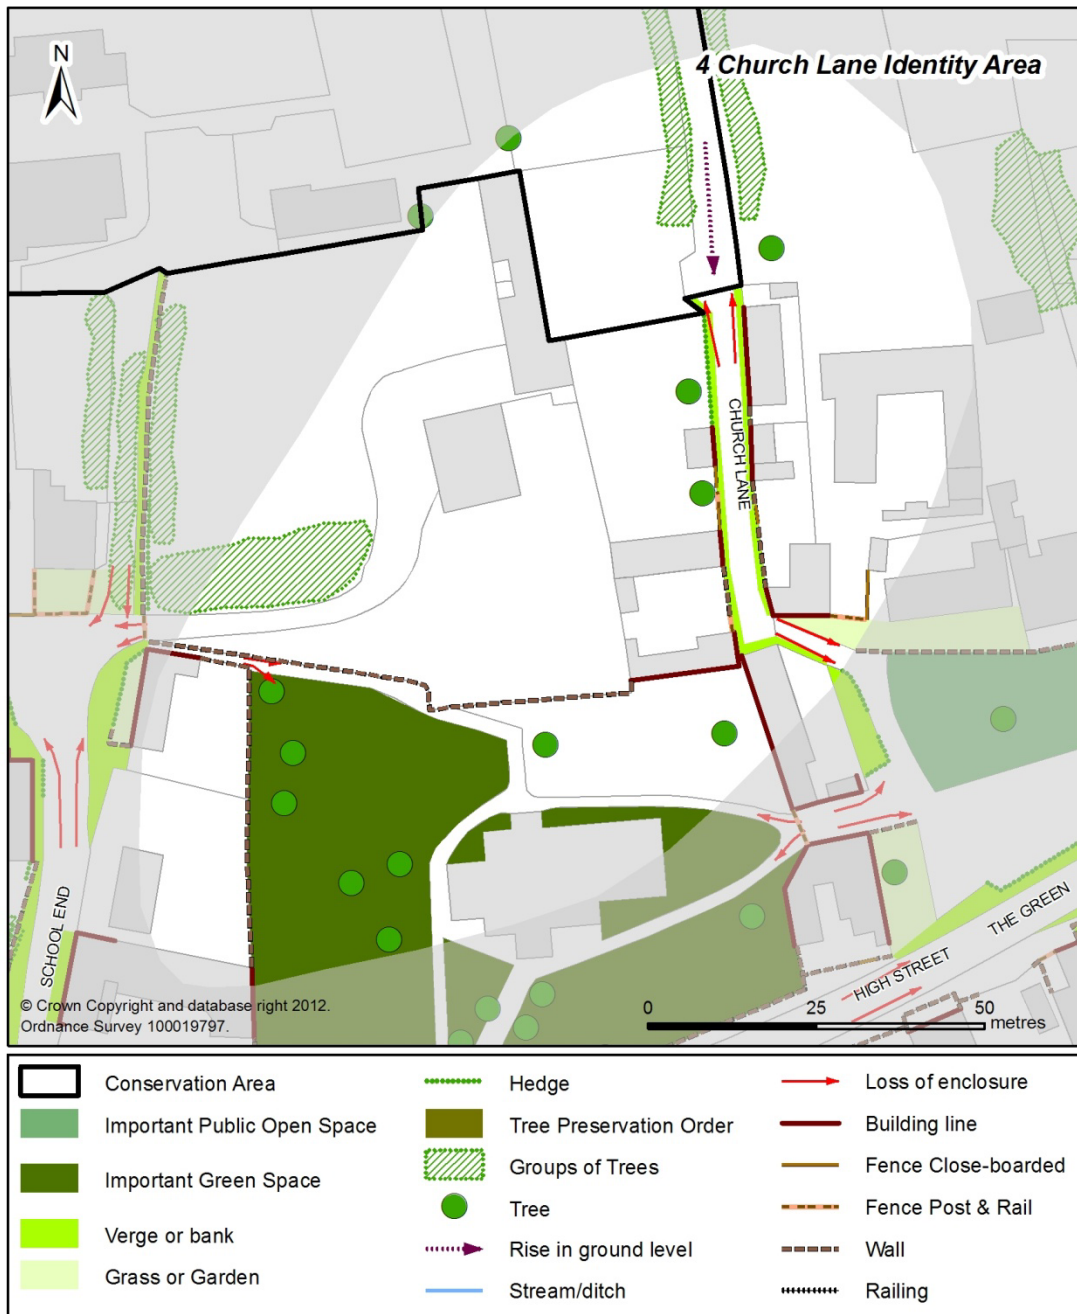 4 Church Lane Identity Area
N
CHURCH LANE
SCHOOL END
THE GREEN
HIGH STREET
© Crown Copyright and database right 2012.
Ordnance Survey 100019797.
0 25 50
metres
Conservation Area
Important Public Open Space
Important Green Space
Verge or bank
Grass or Garden
Hedge
Tree Preservation Order
Groups of Trees
Tree
Rise in ground level
Stream/ditch
Loss of enclosure
Building line
Fence Close-boarded
Fence Post & Rail
Wall
Railing